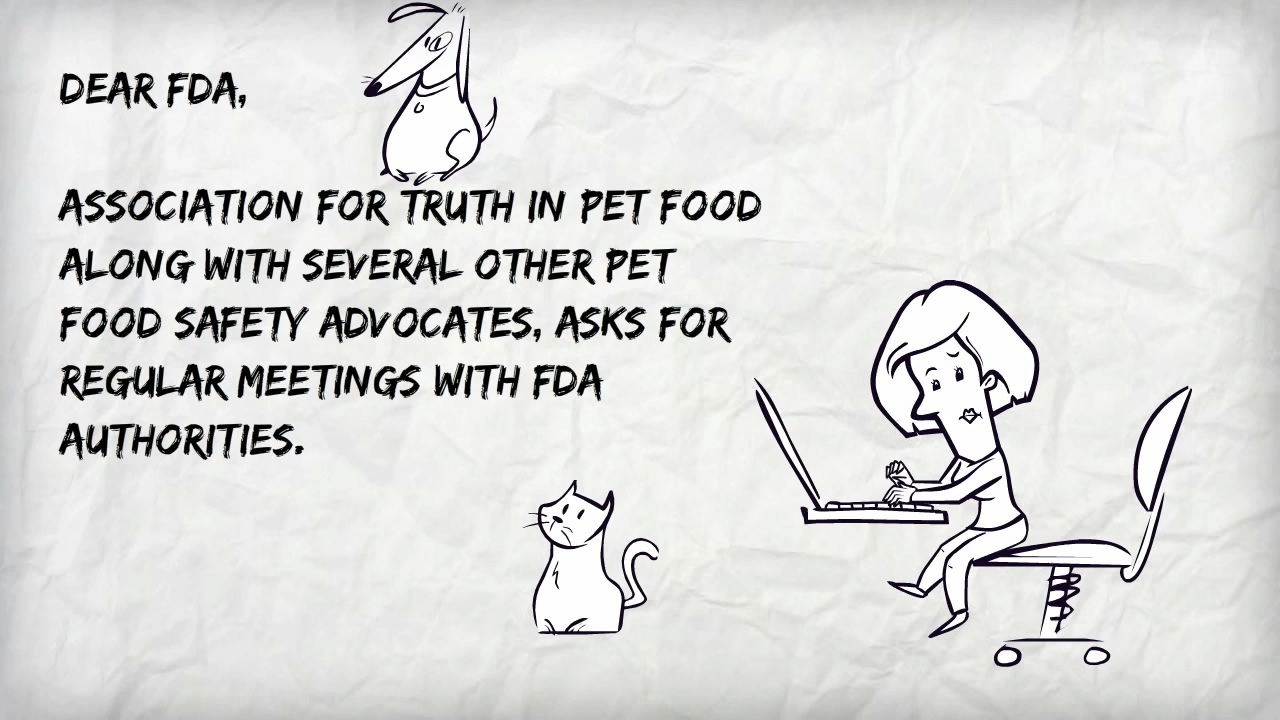 DEAR FDA,
ASSOCIATION FOR TRUTH IN PET FOOD
ALONG WITH SEVERAL OTHER PET
FOOD SAFETY ADVOCATES, ASKS FOR
REGULAR MEETINGS WITH FDA
AUTHORITIES.